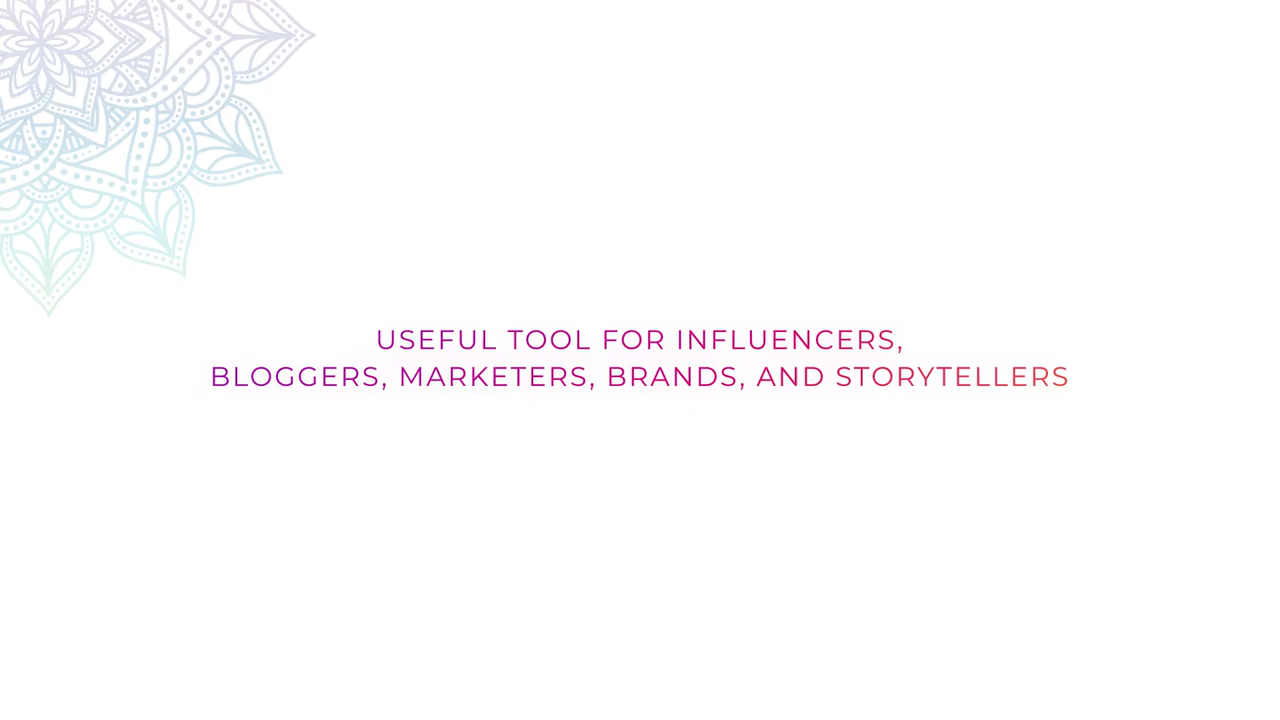 USEFUL TOOL FOR INFLUENCERS,
BLOGGERS, MARKETERS, BRANDS, AND STORYTELLERS